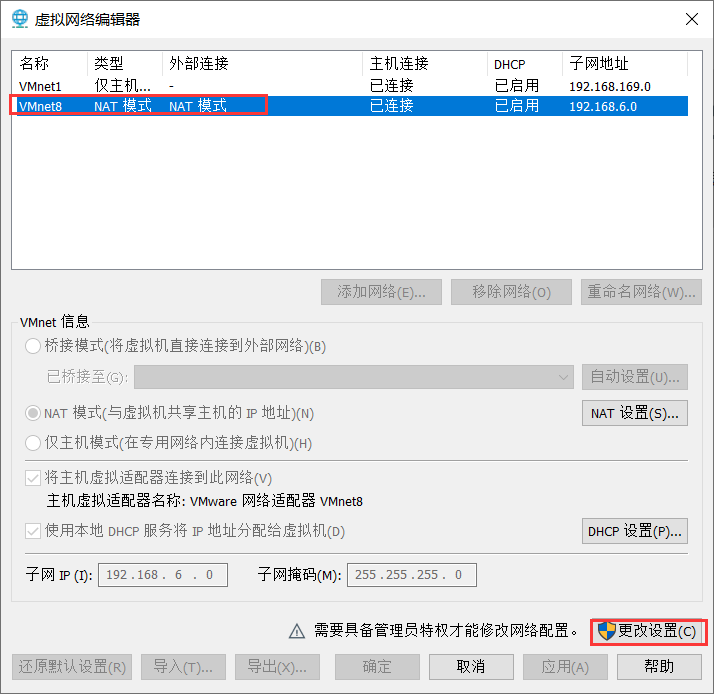 虚拟网络编辑器
名称 类型 外部连接 主机连接 DHCP 子网地址
VMnet1 仅主机... - 已连接 已启用 192.168.169.0
VMnet8 NAT 模式 NAT 模式 已连接 已启用 192.168.6.0
添加网络(E)... 移除网络(O) 重命名网络(W)...
VMnet 信息
桥接模式(将虚拟机直接连接到外部网络)(B)
已桥接至(G): 自动设置(U)...
NAT 模式(与虚拟机共享主机的 IP 地址)(N) NAT 设置(S)...
仅主机模式(在专用网络内连接虚拟机)(H)
将主机虚拟适配器连接到此网络(V)
主机虚拟适配器名称: VMware 网络适配器 VMnet8
使用本地 DHCP 服务将 IP 地址分配给虚拟机(D) DHCP 设置(P)...
子网 IP (I): 192.168. 6 . 0 子网掩码(M): 255.255.255. 0
需要具备管理员特权才能修改网络配置。 更改设置(C)
还原默认设置(R) 导入(T)... 导出(X)... 确定 取消 应用(A) 帮助